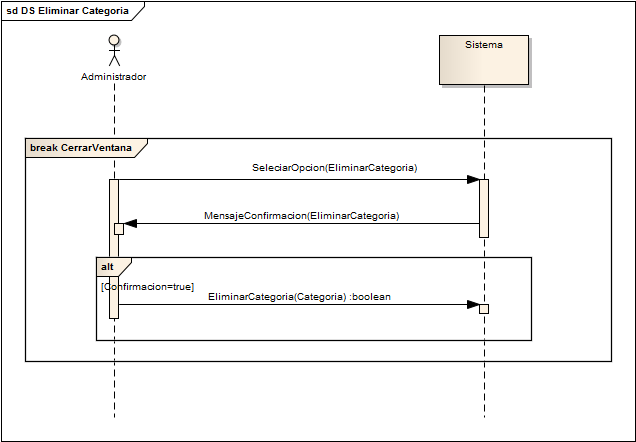 sd DS Eliminar Categoria
Administrador
Sistema
break CerrarVentana
SeleciarOpcion(EliminarCategoria)
MensajeConfirmacion(EliminarCategoria)
alt
[Confirmacion=true]
EliminarCategoria(Categoria) :boolean